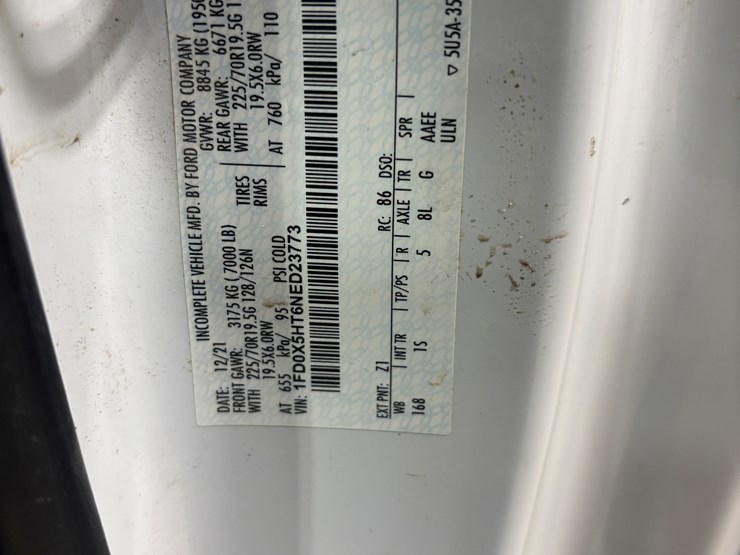 INCOMPLETE VEHICLE MFD. BY FORD MOTOR COMPANY
DATE: 12/21 GVWR: 8845 KG (1950
FRONT GAWR: 3175 KG (7000 LB) REAR GAWR: 6671 KG
WITH 225/70R19.5G 128/126N TIRES WITH 225/70R19.5G 1
19.5X6.0RW RIMS 19.5X6.0RW
AT 655 kPa/ 95 PSI COLD AT 760 kPa/ 110
VIN: 1FD0X5HT6NED23773
EXT PNT: Z1 RC: 86 DSO:
WB INT TR TP/PS R AXLE TR SPR
168 1S 5 8L G AAEE
ULN
▽ 5U5A-35